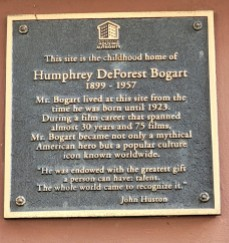 This site is the childhood home of
Humphrey DeForest Bogart
1899 - 1957
Mr. Bogart lived at this site from the
time he was born until 1923.
During a film career that spanned
almost 30 years and 75 films,
Mr. Bogart became not only a mythical
American hero but a popular culture
icon known worldwide.
"He was endowed with the greatest gift
a person can have: talent.
The whole world came to recognize it."
John Huston